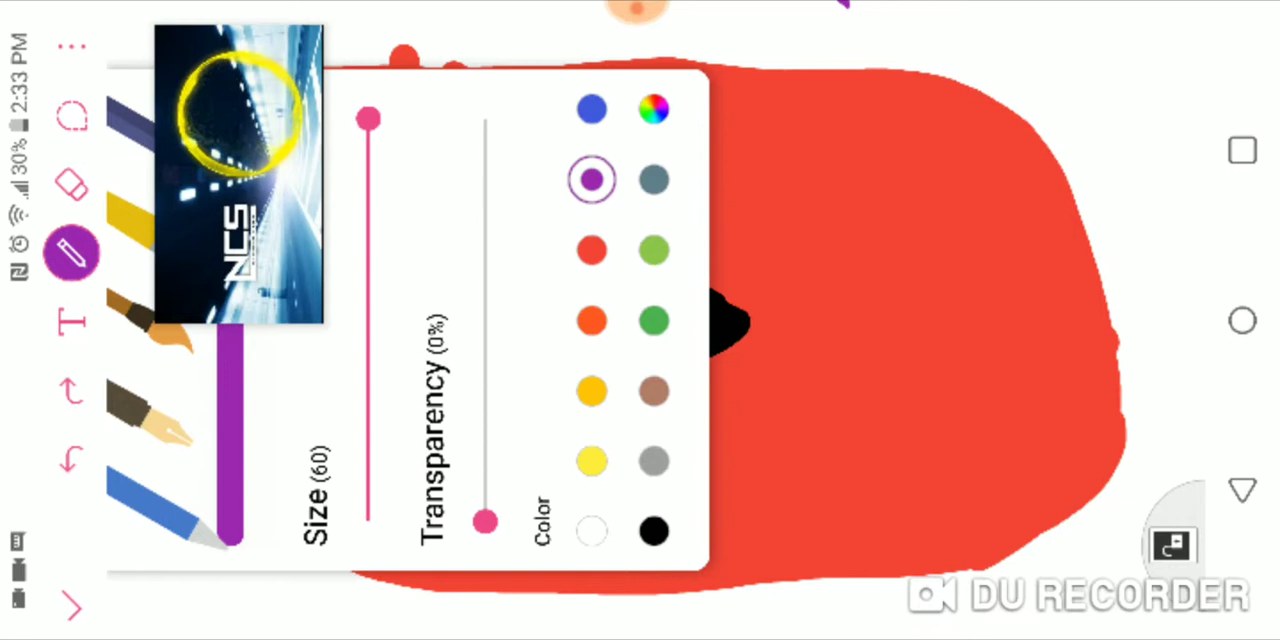 30% 2:33 PM
T
NCS
Size (60)
Transparency (0%)
Color
DU RECORDER